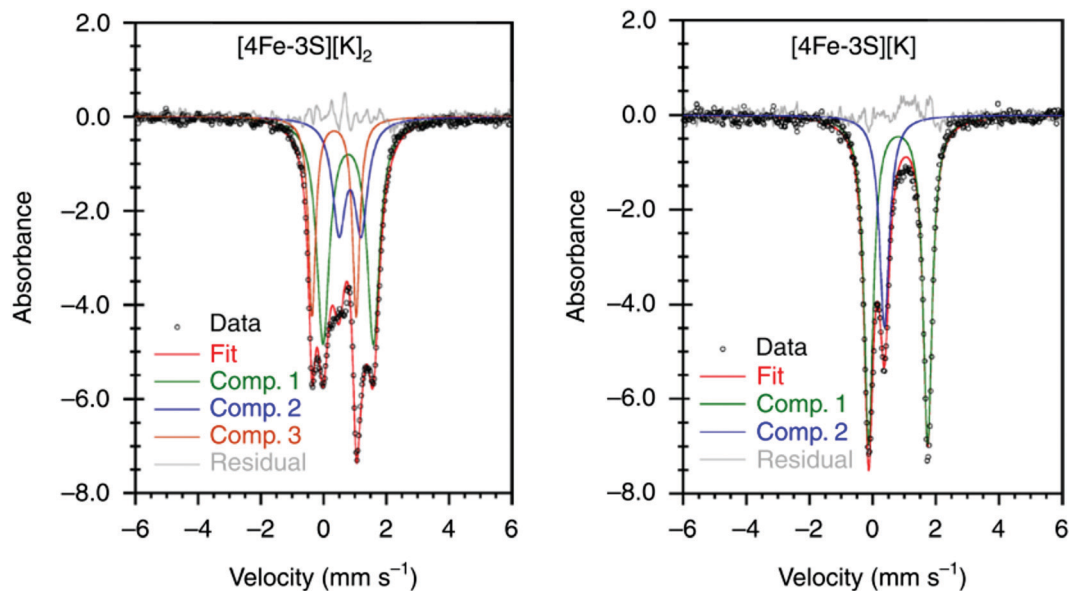 [4Fe-3S][K]₂
2.0
0.0
−2.0
−4.0
−6.0
−8.0
Absorbance
Data
Fit
Comp. 1
Comp. 2
Comp. 3
Residual
−6 −4 −2 0 2 4 6
Velocity (mm s⁻¹)
[4Fe-3S][K]
2.0
0.0
−2.0
−4.0
−6.0
−8.0
Absorbance
Data
Fit
Comp. 1
Comp. 2
Residual
−6 −4 −2 0 2 4 6
Velocity (mm s⁻¹)